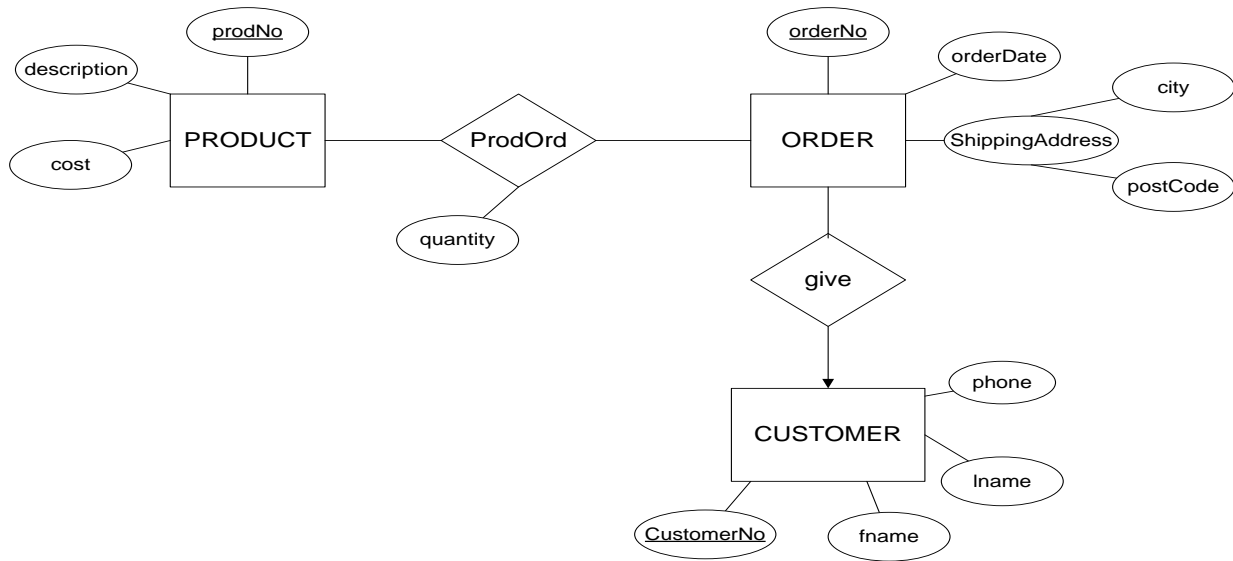 prodNo
orderNo
description
orderDate
city
PRODUCT
ProdOrd
ORDER
ShippingAddress
cost
postCode
quantity
give
phone
CUSTOMER
lname
CustomerNo
fname